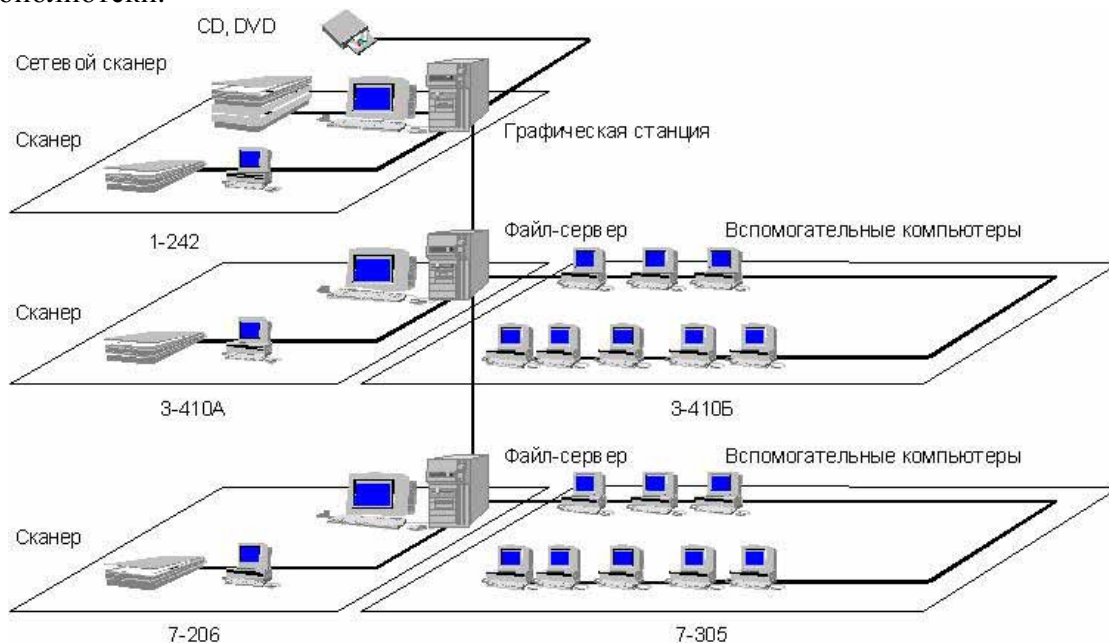 библиотеки.
CD, DVD
Сетевой сканер
Сканер
Графическая станция
1-242
Файл-сервер Вспомогательные компьютеры
Сканер
3-410А 3-410Б
Файл-сервер Вспомогательные компьютеры
Сканер
7-206 7-305